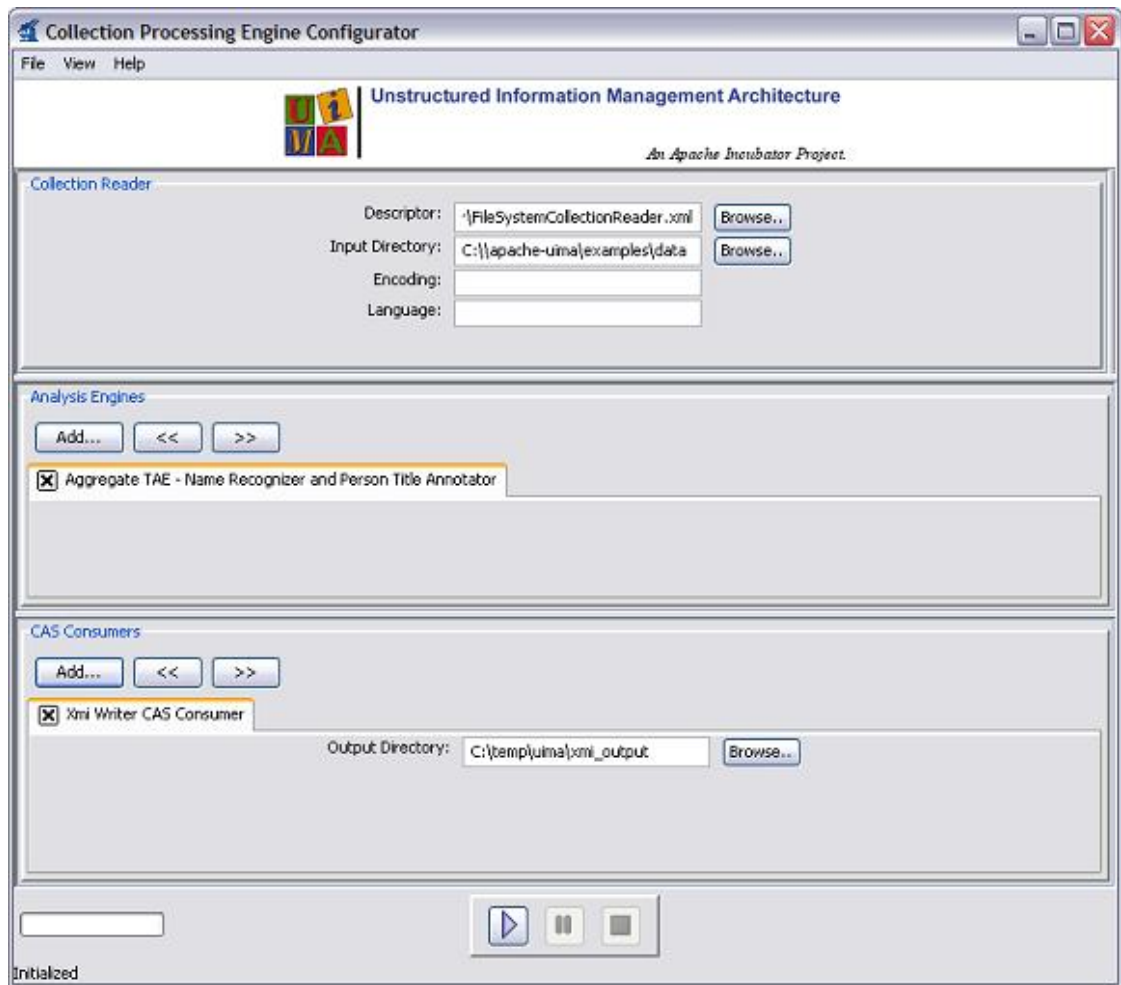 Collection Processing Engine Configurator
File View Help
UIMA
Unstructured Information Management Architecture
An Apache Incubator Project.
Collection Reader
Descriptor: \FileSystemCollectionReader.xml Browse..
Input Directory: C:\\apache-uima\examples\data Browse..
Encoding:
Language:
Analysis Engines
Add... << >>
Aggregate TAE - Name Recognizer and Person Title Annotator
CAS Consumers
Add... << >>
Xmi Writer CAS Consumer
Output Directory: C:\temp\uima\xmi_output Browse..
Initialized